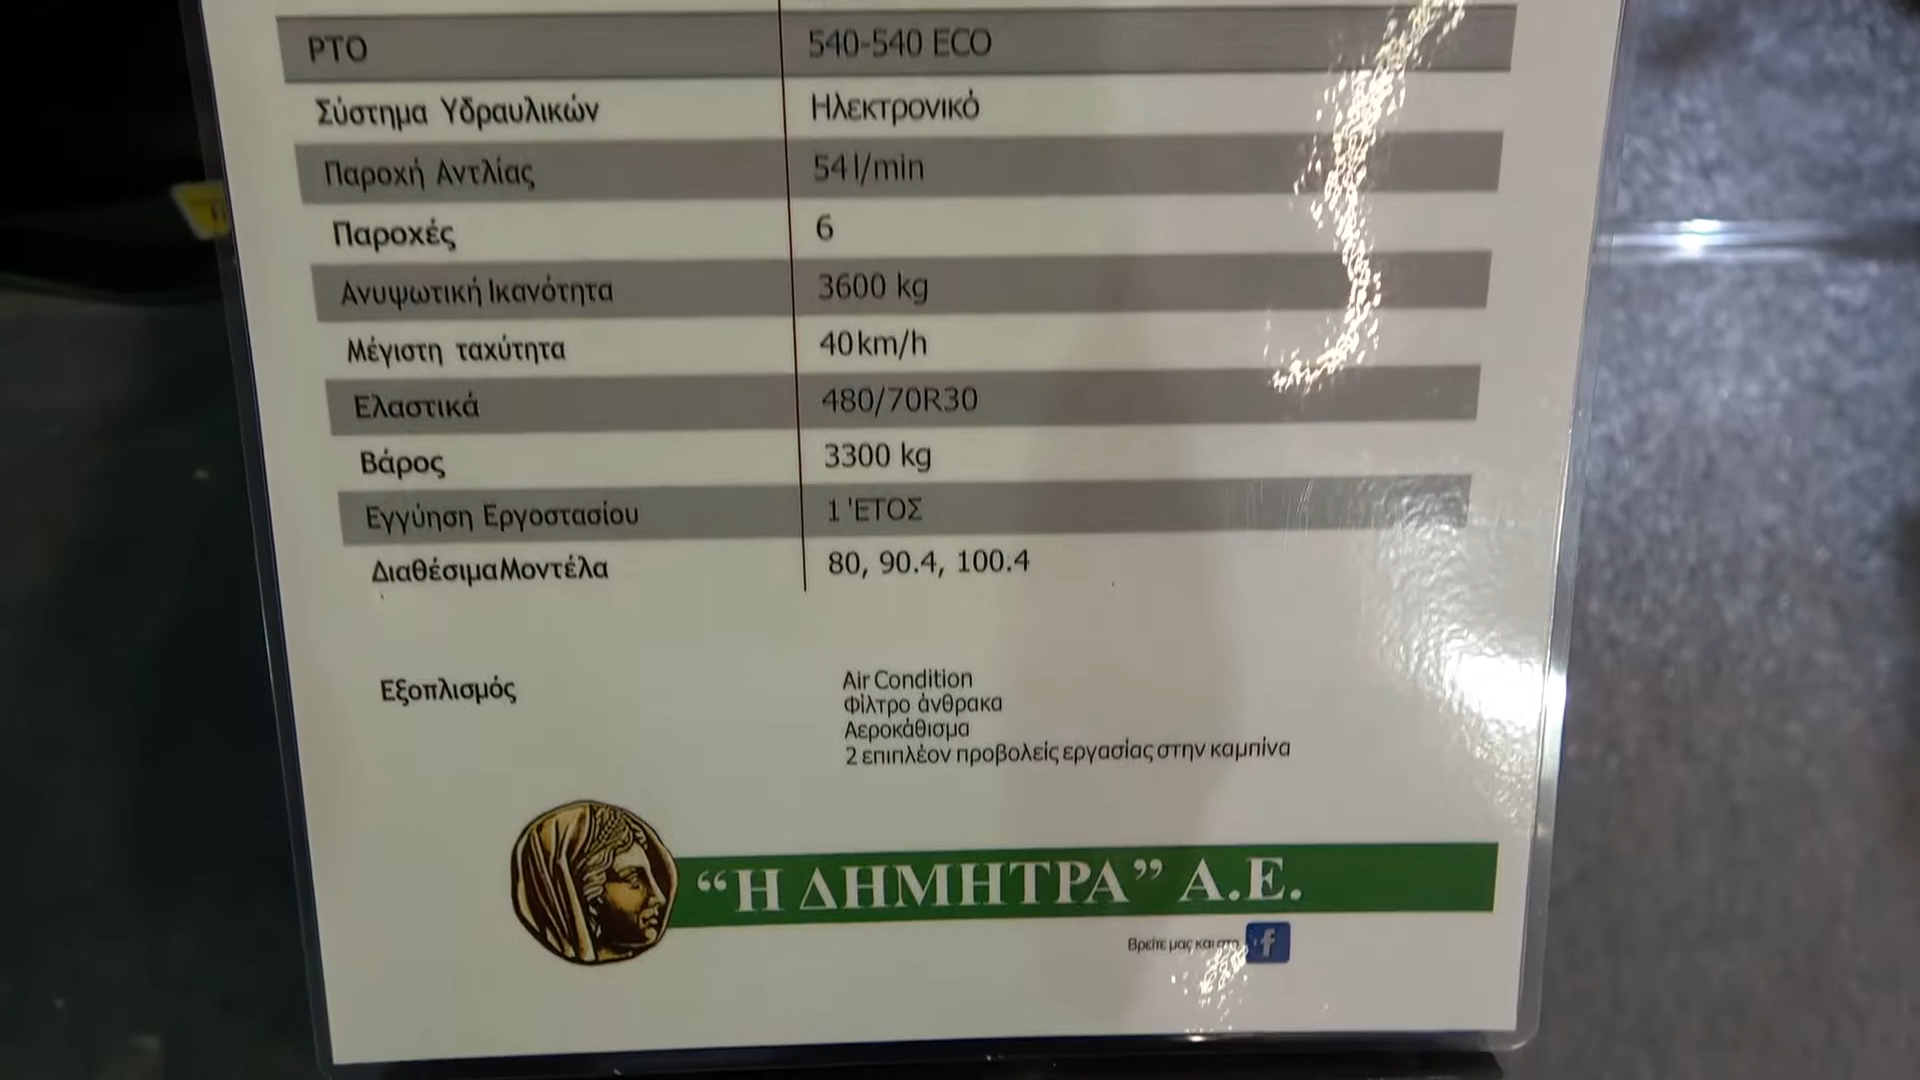 PTO 540-540 ECO
Σύστημα Υδραυλικών Ηλεκτρονικό
Παροχή Αντλίας 54 l/min
Παροχές 6
Ανυψωτική Ικανότητα 3600 kg
Μέγιστη ταχύτητα 40km/h
Ελαστικά 480/70R30
Βάρος 3300 kg
Εγγύηση Εργοστασίου 1 'ΕΤΟΣ
ΔιαθέσιμαΜοντέλα 80, 90.4, 100.4
Εξοπλισμός Air Condition
Φίλτρο άνθρακα
Αεροκάθισμα
2 επιπλέον προβολείς εργασίας στην καμπίνα
“Η ΔΗΜΗΤΡΑ” Α.Ε.
Βρείτε μας και στο f